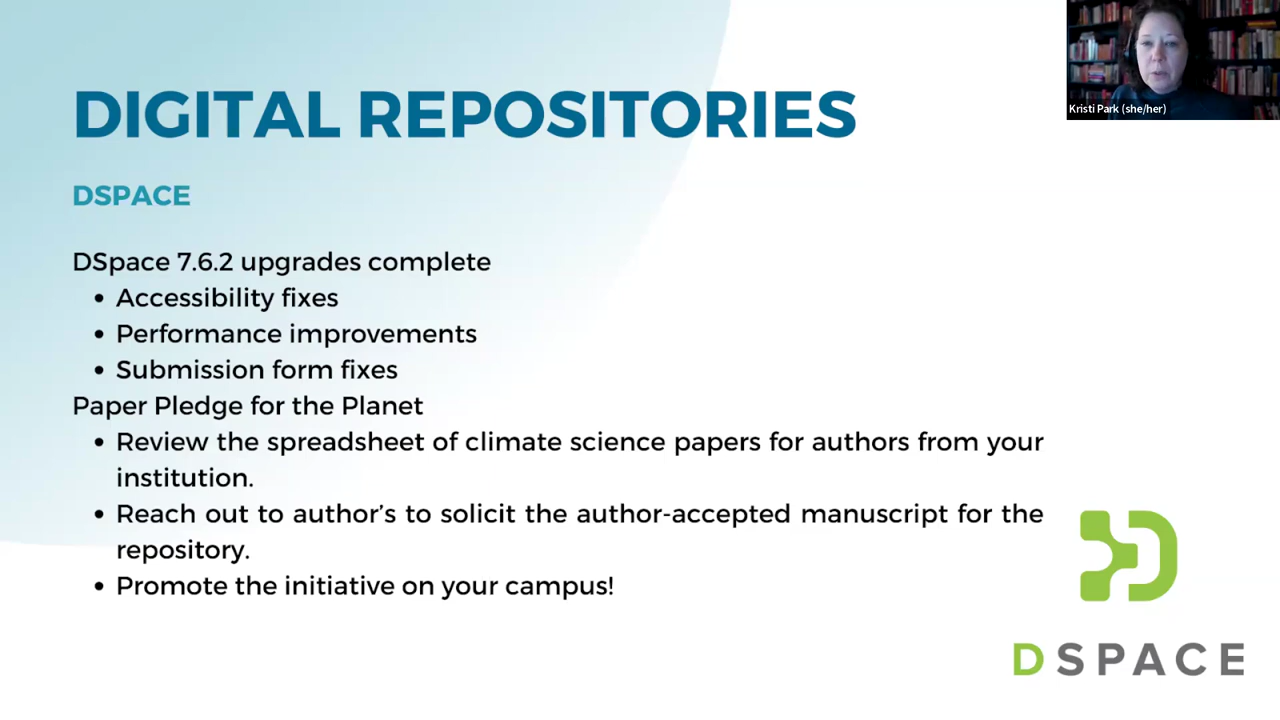 DIGITAL REPOSITORIES
Kristi Park (she/her)
DSPACE
DSpace 7.6.2 upgrades complete
• Accessibility fixes
• Performance improvements
• Submission form fixes
Paper Pledge for the Planet
• Review the spreadsheet of climate science papers for authors from your
institution.
• Reach out to author’s to solicit the author-accepted manuscript for the
repository.
• Promote the initiative on your campus!
DSPACE